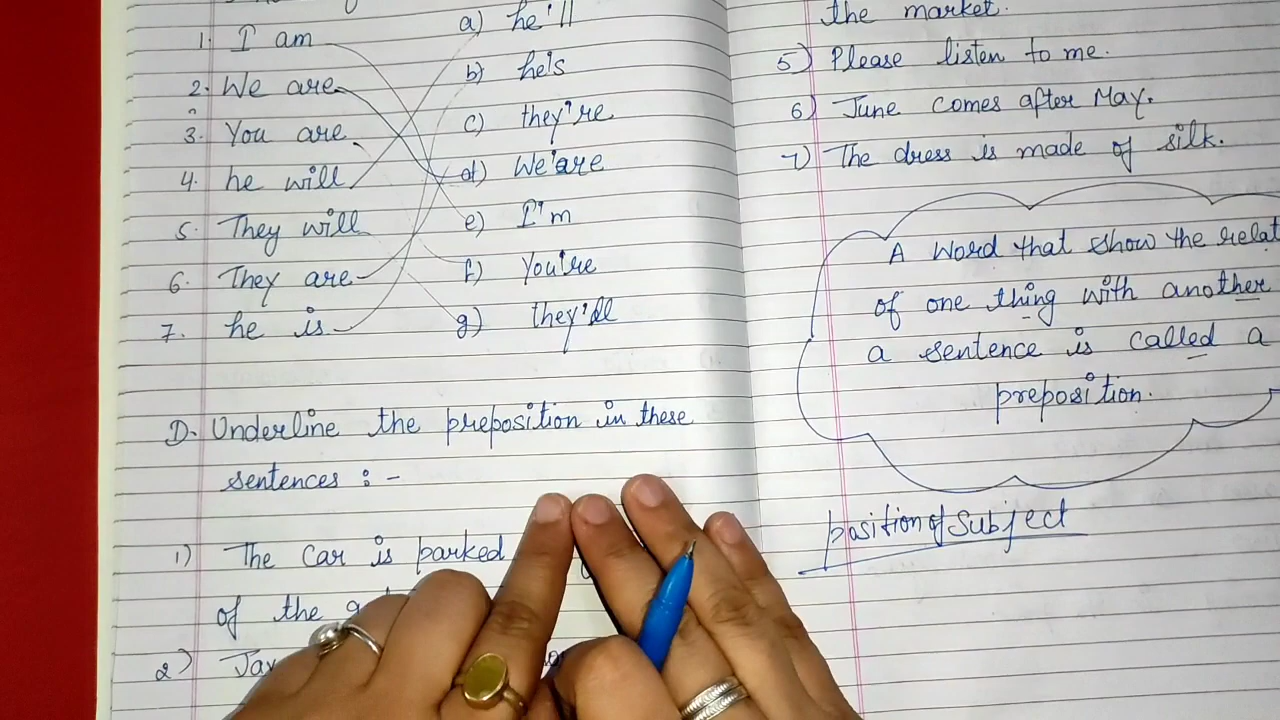 1. I am
2. We are
3. You are
4. he will
5. They will
6. They are
7. he is
a) he'll
b) he's
c) they're
d) We'are
e) I'm
f) You're
g) they'll
D. Underline the preposition in these
sentences : -
1) The car is parked
of the
2)
the market.
5) Please listen to me.
6) June comes after May.
7) The dress is made of silk.
A word that show the relat
of one thing with another
a sentence is called a
preposition.
position of subject